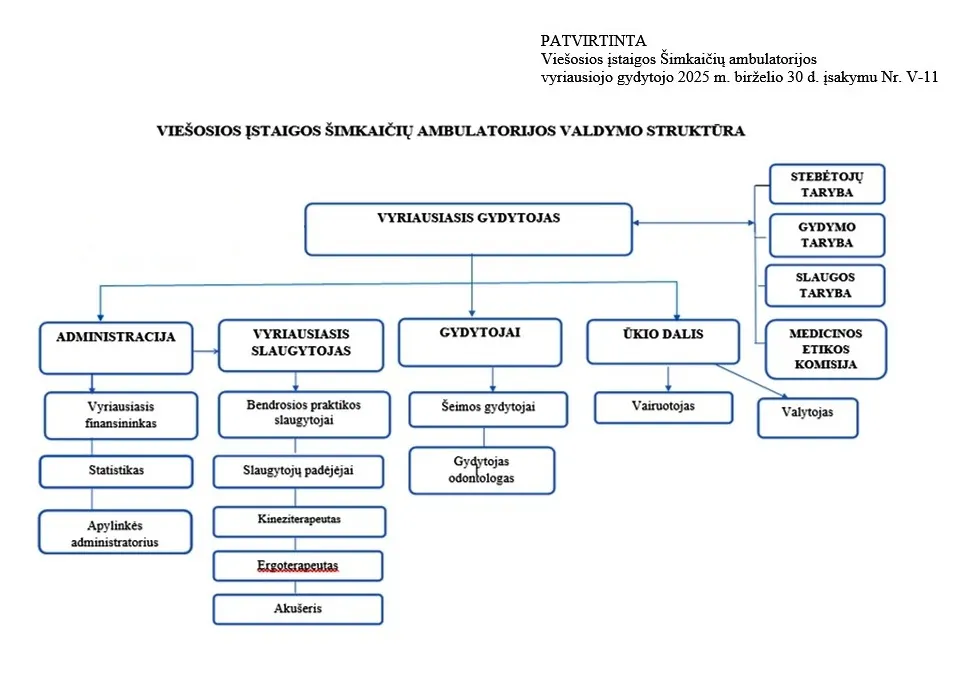 PATVIRTINTA
Viešosios įstaigos Šimkaičių ambulatorijos
vyriausiojo gydytojo 2025 m. birželio 30 d. įsakymu Nr. V-11
VIEŠOSIOS ĮSTAIGOS ŠIMKAIČIŲ AMBULATORIJOS VALDYMO STRUKTŪRA
VYRIAUSIASIS GYDYTOJAS
STEBĖTOJŲ
TARYBA
GYDYMO
TARYBA
SLAUGOS
TARYBA
MEDICINOS
ETIKOS
KOMISIJA
ADMINISTRACIJA
Vyriausiasis
finansininkas
Statistikas
Apylinkės
administratorius
VYRIAUSIASIS
SLAUGYTOJAS
Bendrosios praktikos
slaugytojai
Slaugytojų padėjėjai
Kineziterapeutas
Ergoterapeutas
Akušeris
GYDYTOJAI
Šeimos gydytojai
Gydytojas
odontologas
ŪKIO DALIS
Vairuotojas
Valytojas